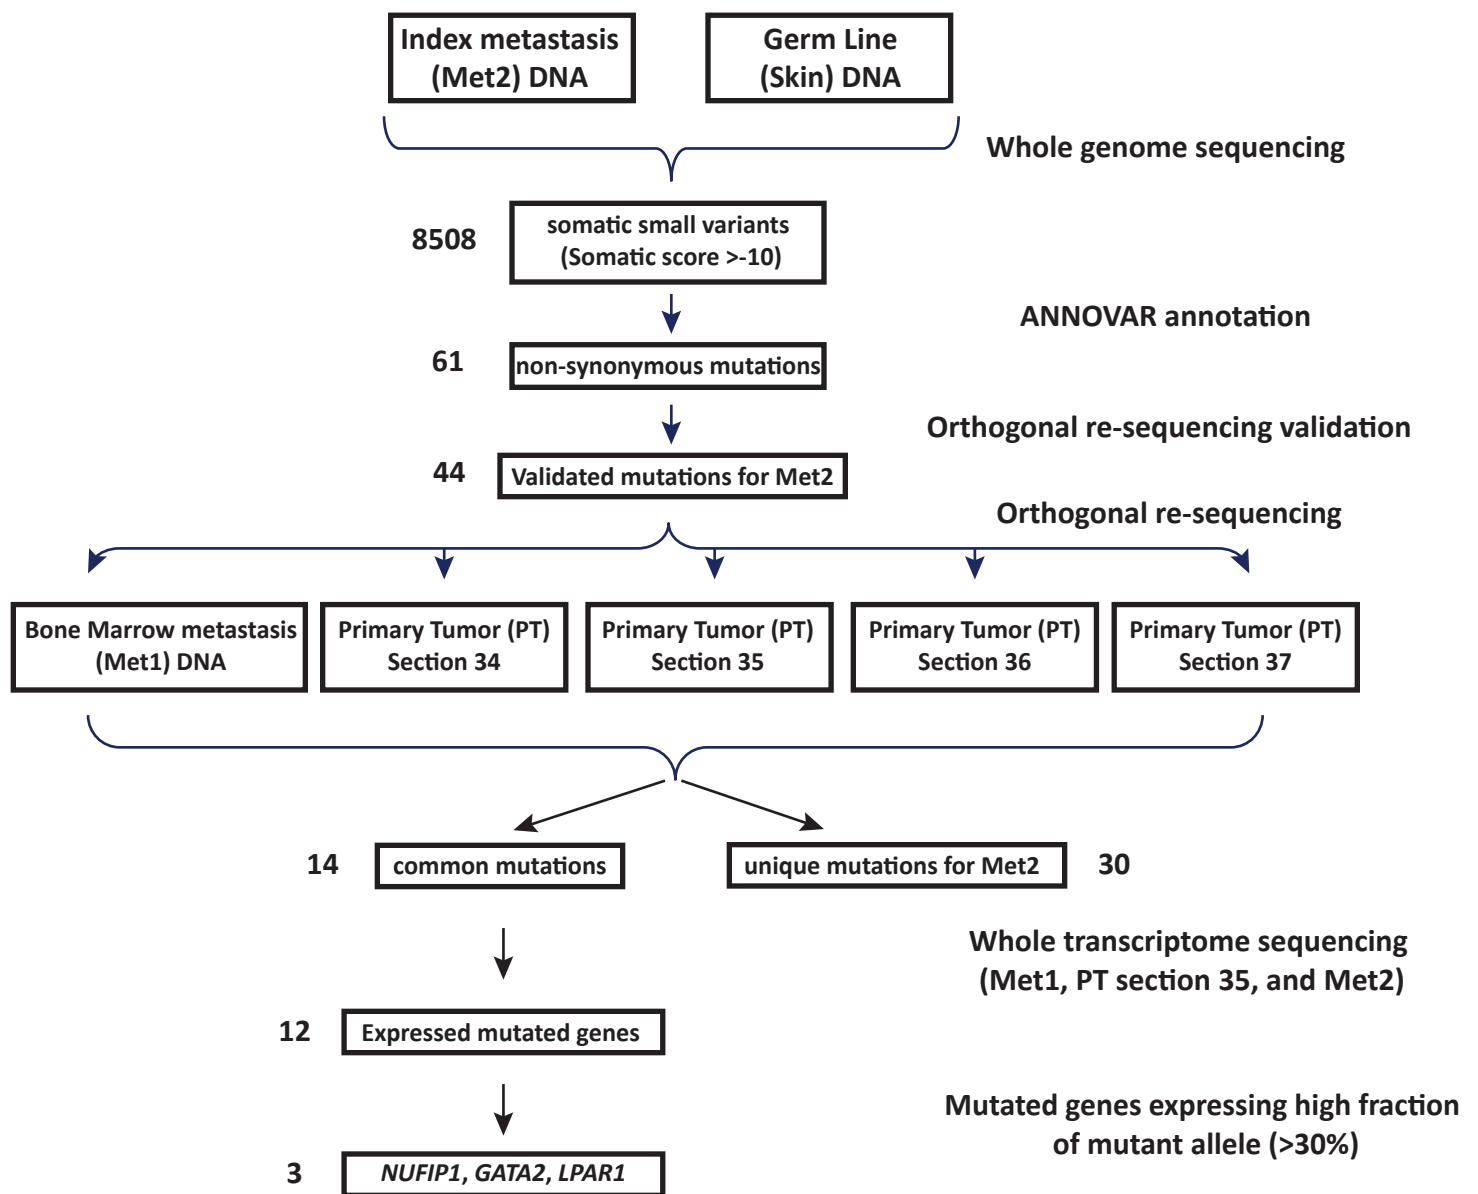 Index metastasis
(Met2) DNA
Germ Line
(Skin) DNA
Whole genome sequencing
8508
somatic small variants
(Somatic score >-10)
ANNOVAR annotation
61
non-synonymous mutations
Orthogonal re-sequencing validation
44
Validated mutations for Met2
Orthogonal re-sequencing
Bone Marrow metastasis
(Met1) DNA
Primary Tumor (PT)
Section 34
Primary Tumor (PT)
Section 35
Primary Tumor (PT)
Section 36
Primary Tumor (PT)
Section 37
14
common mutations
unique mutations for Met2
30
Whole transcriptome sequencing
(Met1, PT section 35, and Met2)
12
Expressed mutated genes
Mutated genes expressing high fraction
of mutant allele (>30%)
3
NUFIP1, GATA2, LPAR1